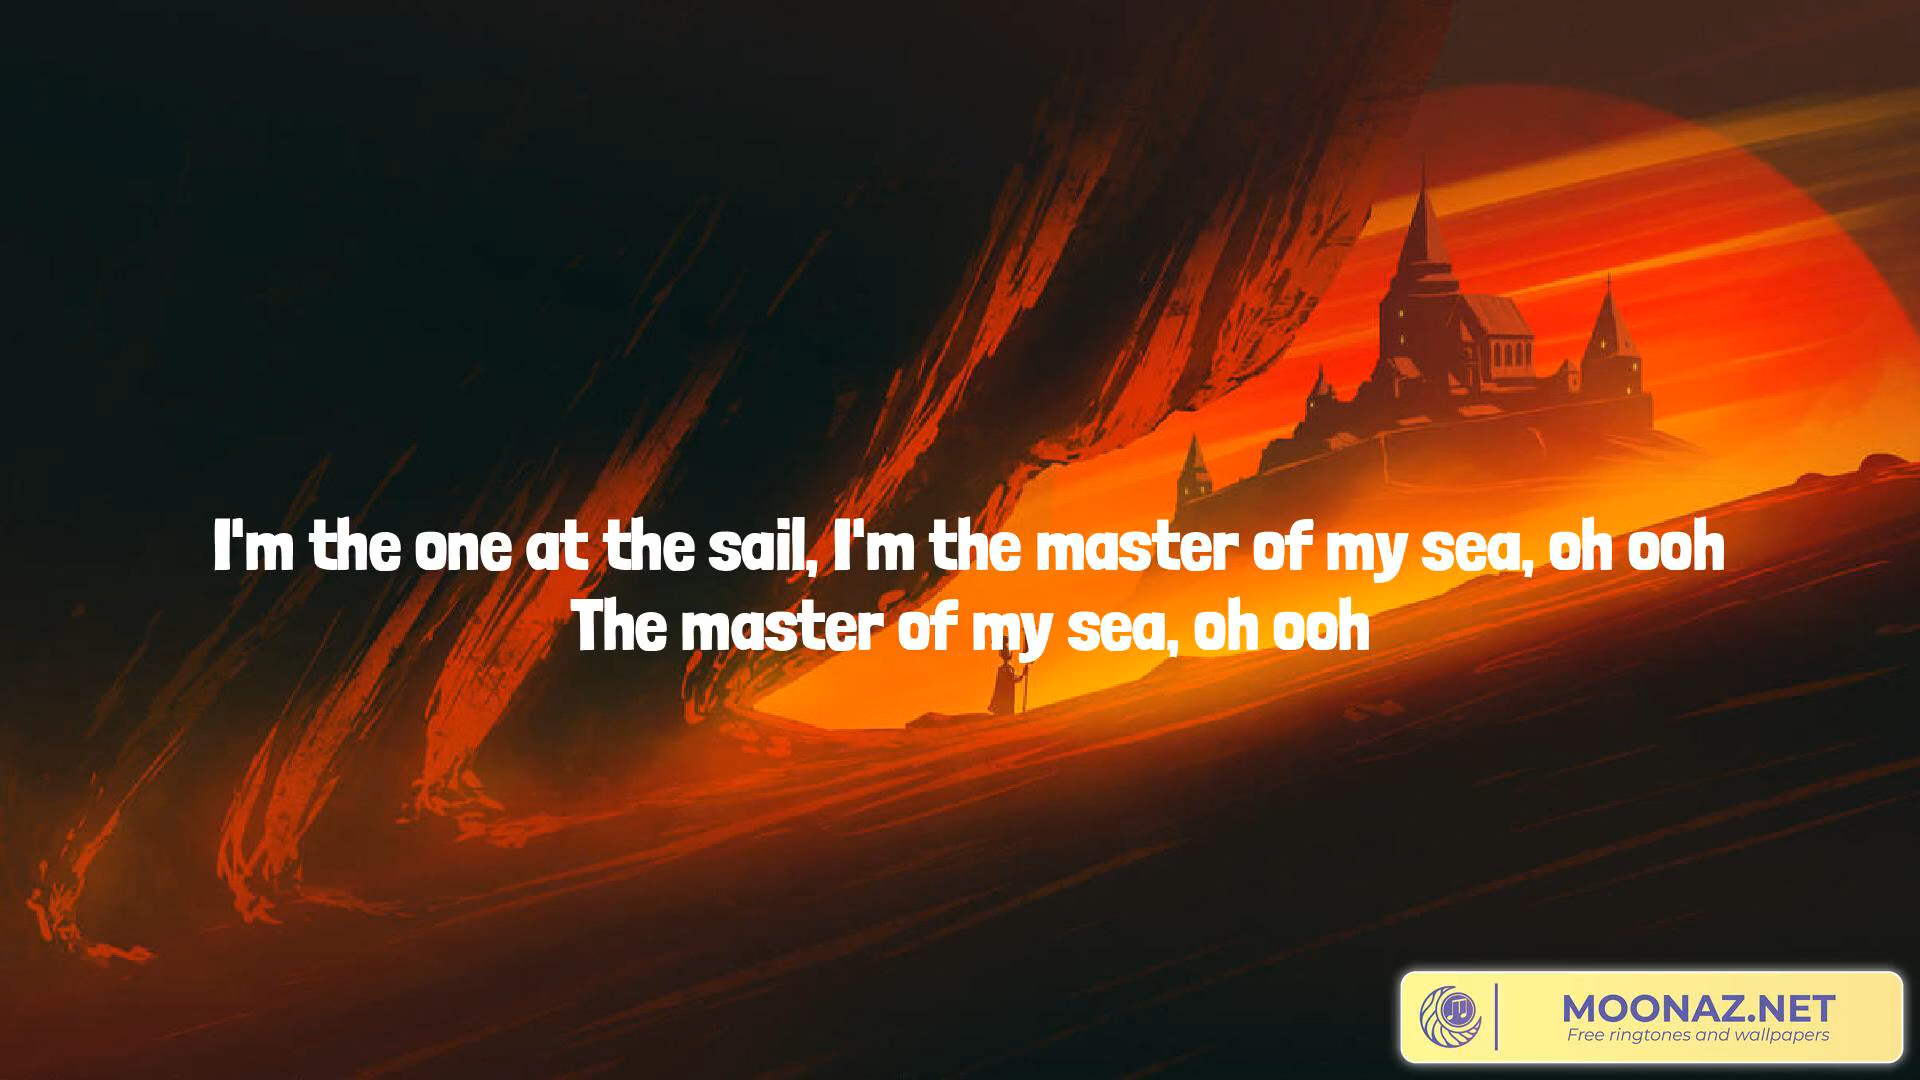 I'm the one at the sail, I'm the master of my sea, oh ooh
The master of my sea, oh ooh
MOONAZ.NET
Free ringtones and wallpapers